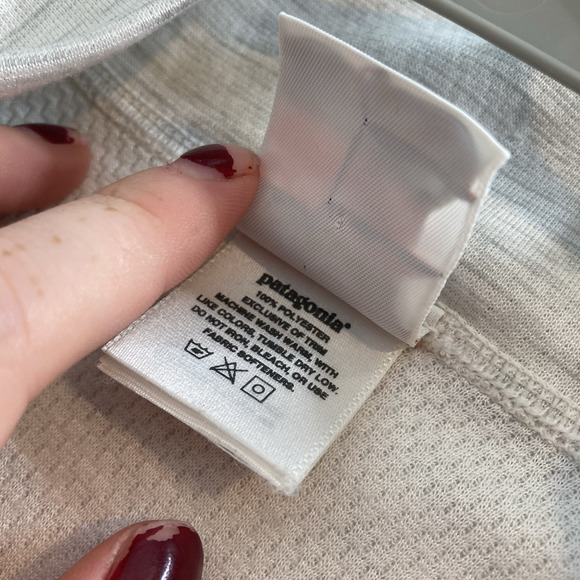 patagonia®
100% POLYESTER
EXCLUSIVE OF TRIM
MACHINE WASH WARM, WITH
LIKE COLORS. TUMBLE DRY LOW.
DO NOT IRON, BLEACH, OR USE
FABRIC SOFTENERS.